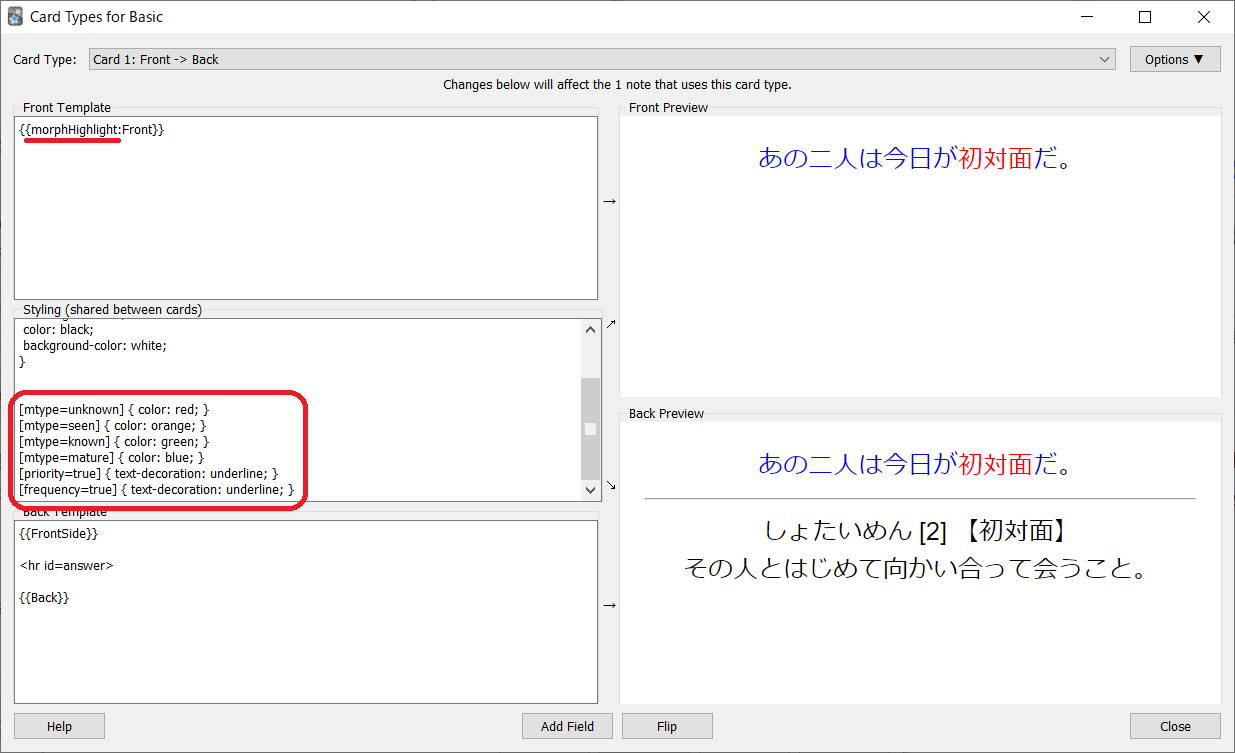 Card Types for Basic
Card Type: Card 1: Front -> Back Options ▼
Changes below will affect the 1 note that uses this card type.
Front Template
{{morphHighlight:Front}}
Styling (shared between cards)
color: black;
background-color: white;
}
[mtype=unknown] { color: red; }
[mtype=seen] { color: orange; }
[mtype=known] { color: green; }
[mtype=mature] { color: blue; }
[priority=true] { text-decoration: underline; }
[frequency=true] { text-decoration: underline; }
Back Template
{{FrontSide}}
<hr id=answer>
{{Back}}
Front Preview
あの二人は今日が初対面だ。
Back Preview
あの二人は今日が初対面だ。
しょたいめん [2] 【初対面】
その人とはじめて向かい合って会うこと。
Help Add Field Flip Close